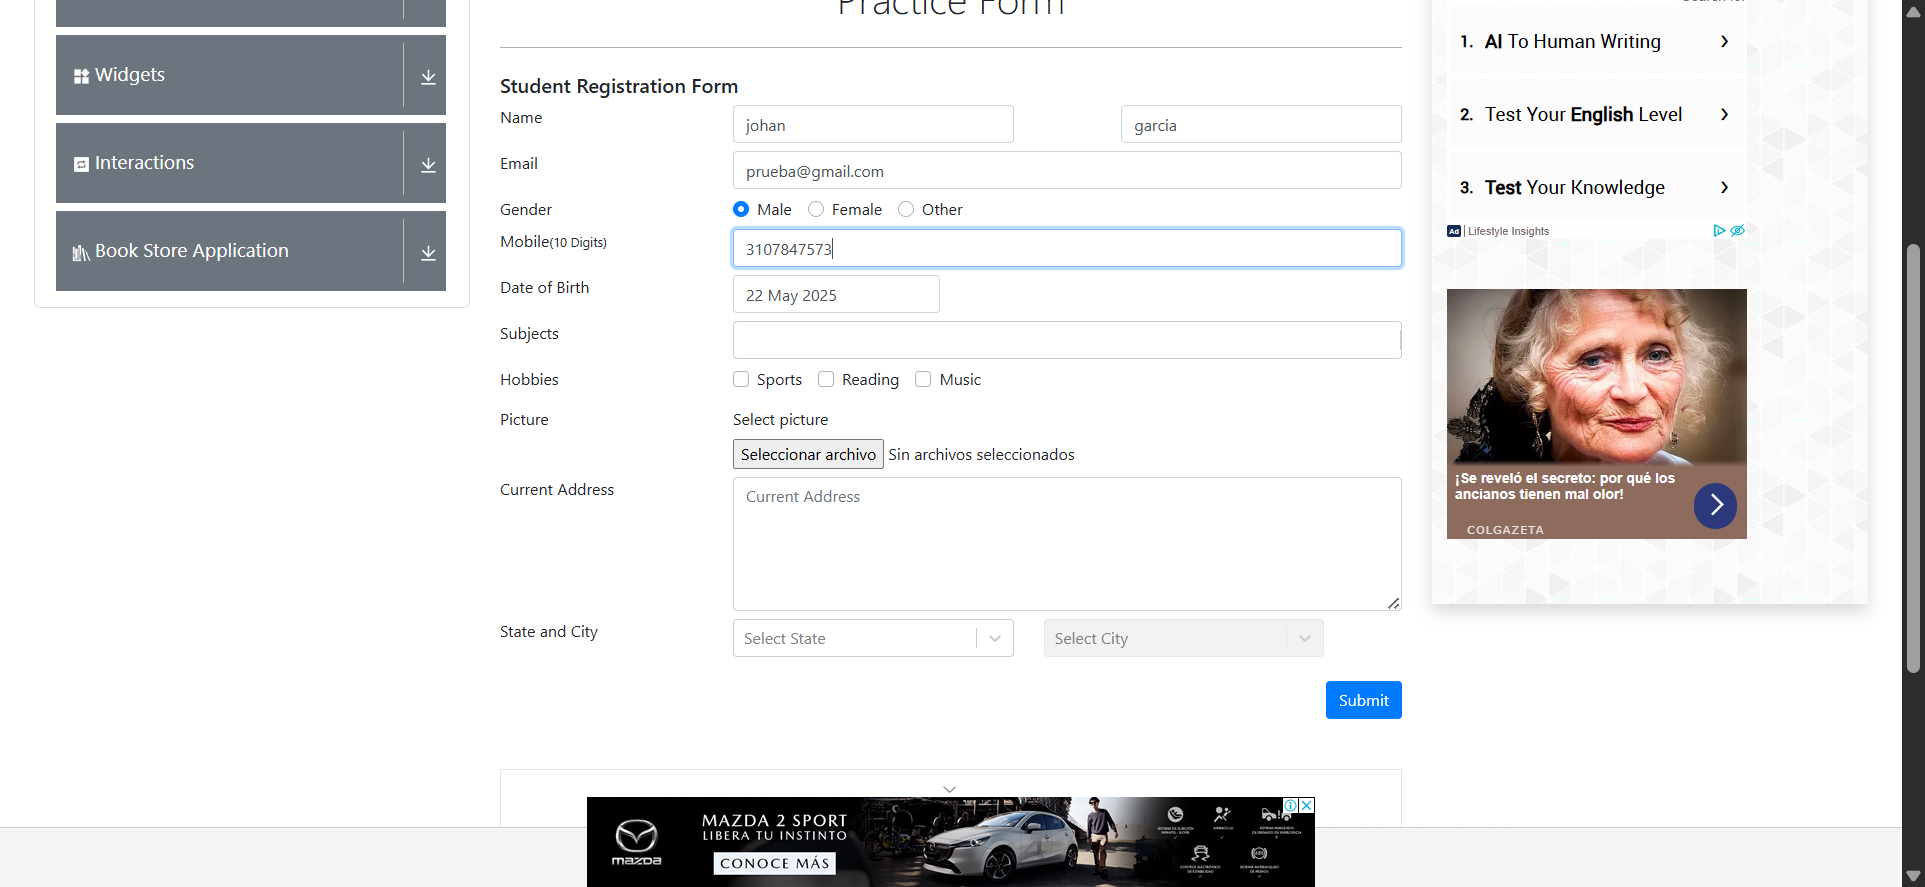 Practice Form
Widgets
Interactions
Book Store Application
Student Registration Form
Name
johan
garcia
Email
prueba@gmail.com
Gender
Male
Female
Other
Mobile(10 Digits)
3107847573
Date of Birth
22 May 2025
Subjects
Hobbies
Sports
Reading
Music
Picture
Select picture
Seleccionar archivo Sin archivos seleccionados
Current Address
Current Address
State and City
Select State
Select City
Submit
1. AI To Human Writing
2. Test Your English Level
3. Test Your Knowledge
Ad Lifestyle Insights
¡Se reveló el secreto: por qué los
ancianos tienen mal olor!
COLGAZETA
mazda
MAZDA 2 SPORT
LIBERA TU INSTINTO
CONOCE MÁS